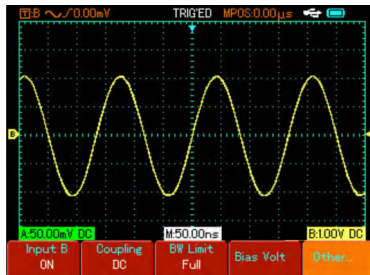 T B 0.00mV TRIG'ED MPOS:0.00μs
B
A:50.00mV DC M:50.00ns B:1.00V DC
Input B Coupling BW Limit Bias Volt Other...
ON DC Full